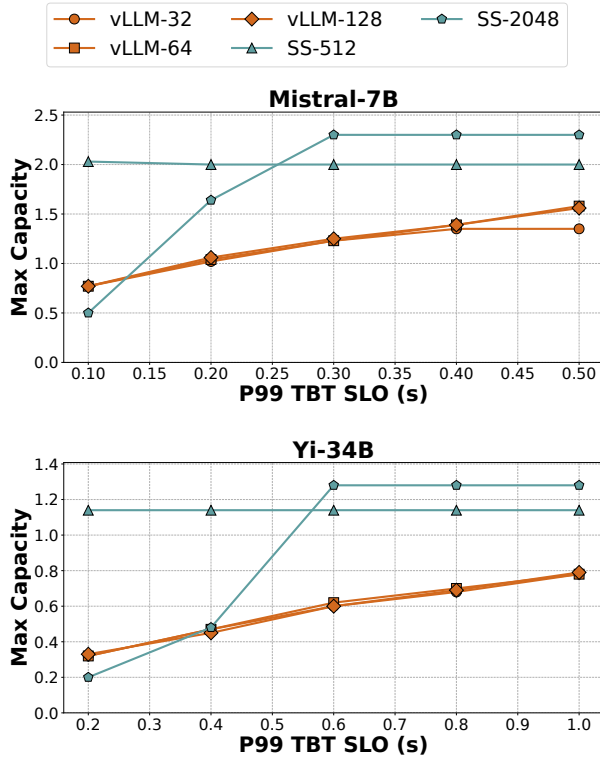 vLLM-32 vLLM-128 SS-2048
vLLM-64 SS-512
Mistral-7B
Max Capacity
2.5
2.0
1.5
1.0
0.5
0.0
0.10 0.15 0.20 0.25 0.30 0.35 0.40 0.45 0.50
P99 TBT SLO (s)
Yi-34B
Max Capacity
1.4
1.2
1.0
0.8
0.6
0.4
0.2
0.0
0.2 0.3 0.4 0.5 0.6 0.7 0.8 0.9 1.0
P99 TBT SLO (s)